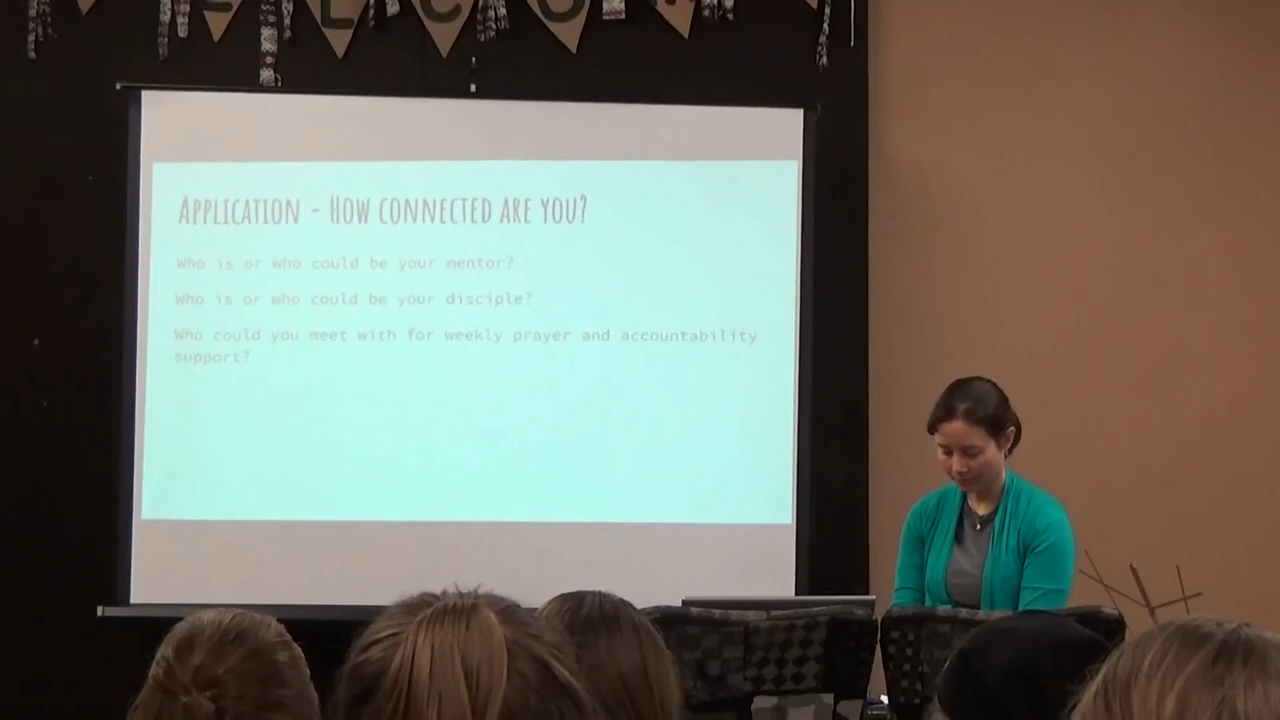 ELCO
Application - How connected are you?
Who is or who could be your mentor?
Who is or who could be your disciple?
Who could you meet with for weekly prayer and accountability
support?